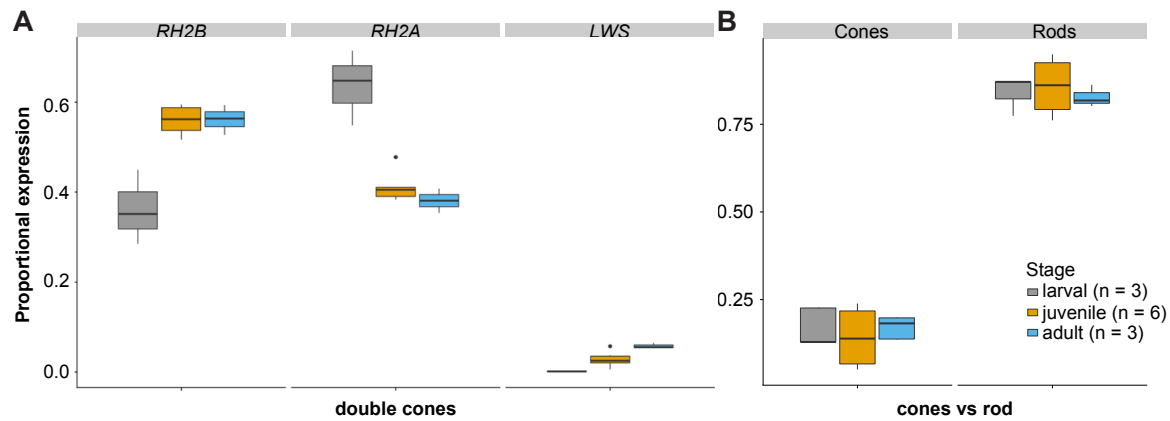 A
RH2B RH2A LWS
0.6
0.4
0.2
0.0
Proportional expression
double cones
B
Cones Rods
0.75
0.50
0.25
Stage
larval (n = 3)
juvenile (n = 6)
adult (n = 3)
cones vs rod